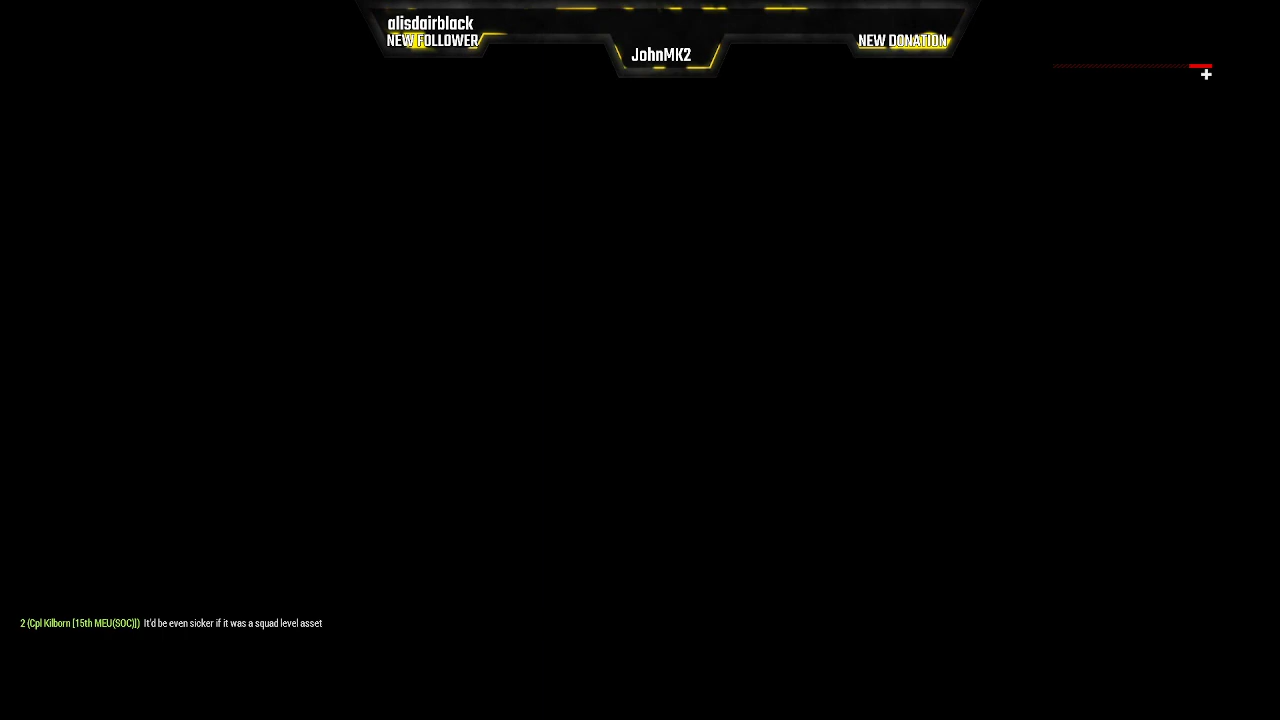 alisdairblack
NEW FOLLOWER
JohnMK2
NEW DONATION
2 (Cpl Kilborn [15th MEU(SOC)]) It'd be even sicker if it was a squad level asset